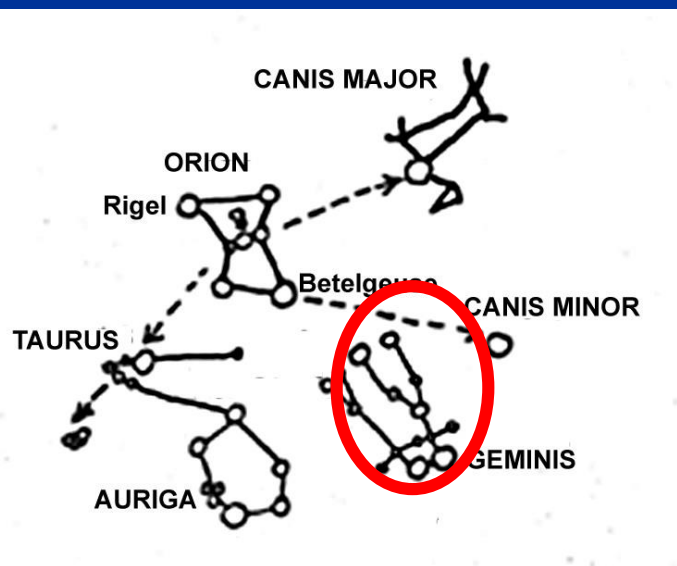 CANIS MAJOR
ORION
Rigel
Betelgeuse
CANIS MINOR
TAURUS
GEMINIS
AURIGA